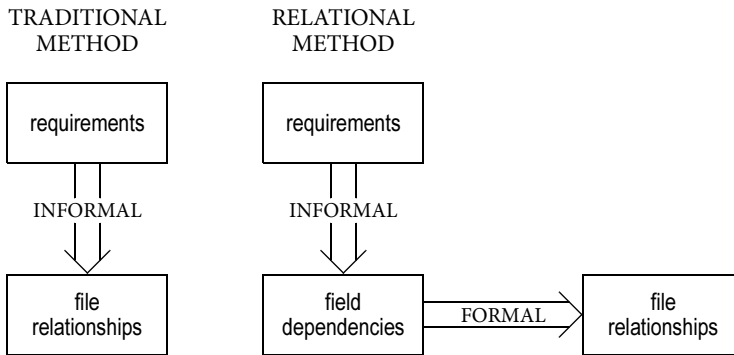 TRADITIONAL
METHOD
RELATIONAL
METHOD
requirements
requirements
INFORMAL
INFORMAL
file
relationships
field
dependencies
FORMAL
file
relationships